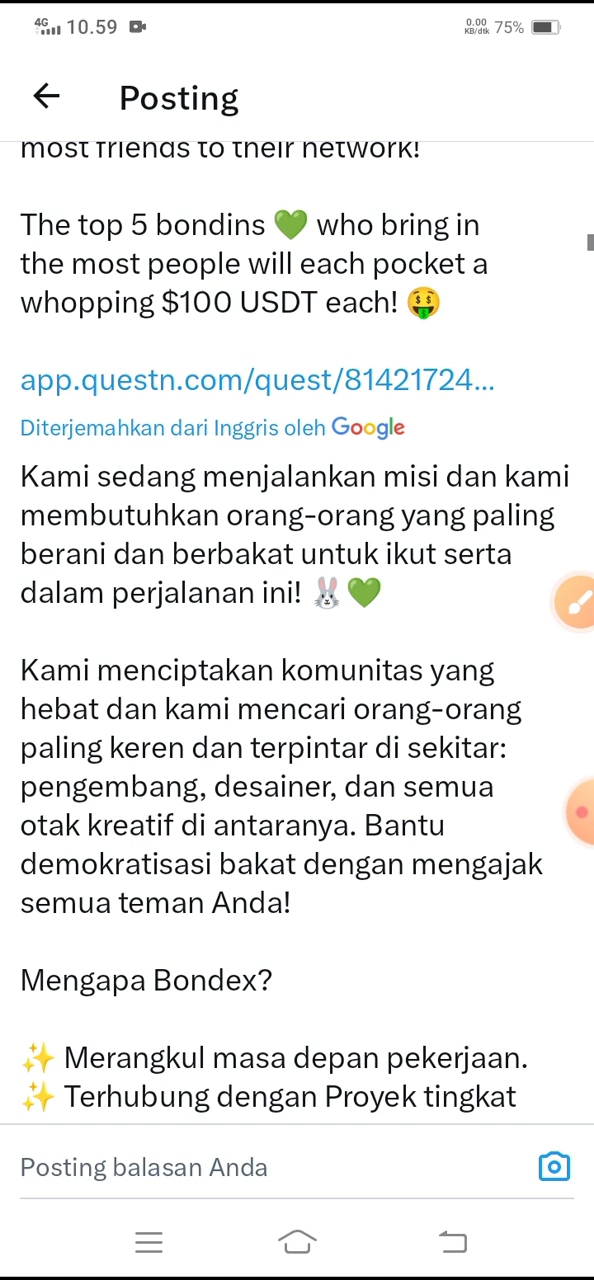 4G 10.59 0.00 KB/dtk 75%
Posting
most friends to their network!
The top 5 bondins 💚 who bring in
the most people will each pocket a
whopping $100 USDT each! 🤑
app.questn.com/quest/81421724...
Diterjemahkan dari Inggris oleh Google
Kami sedang menjalankan misi dan kami
membutuhkan orang-orang yang paling
berani dan berbakat untuk ikut serta
dalam perjalanan ini! 🐰💚
Kami menciptakan komunitas yang
hebat dan kami mencari orang-orang
paling keren dan terpintar di sekitar:
pengembang, desainer, dan semua
otak kreatif di antaranya. Bantu
demokratisasi bakat dengan mengajak
semua teman Anda!
Mengapa Bondex?
✨ Merangkul masa depan pekerjaan.
✨ Terhubung dengan Proyek tingkat
Posting balasan Anda